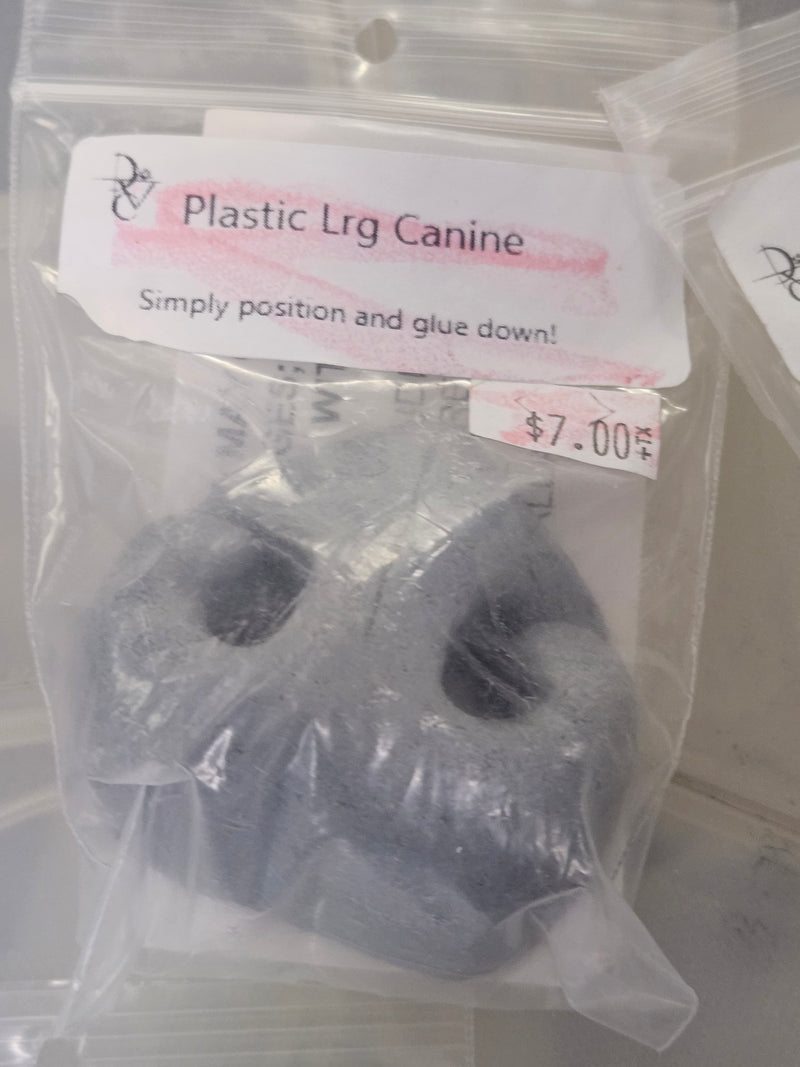 Plastic Lrg Canine
Simply position and glue down!
$7.00+TX